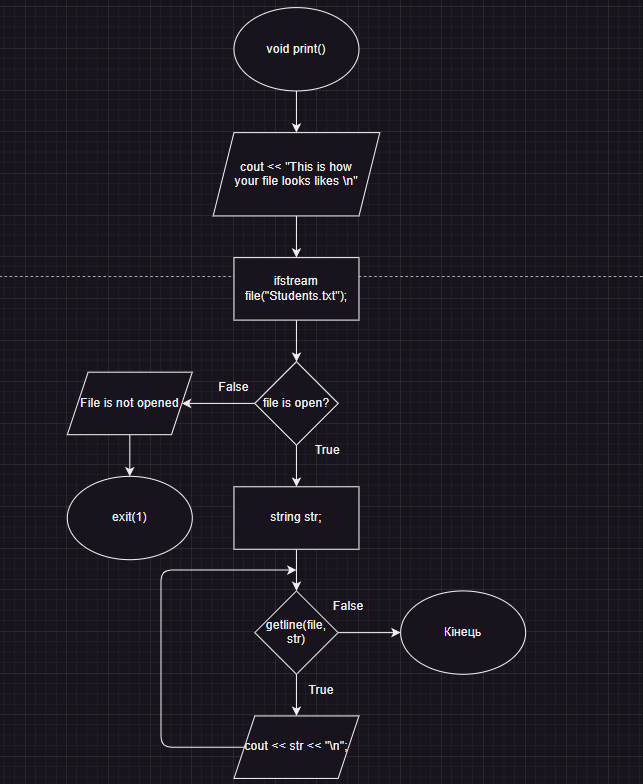 void print()
cout << "This is how
your file looks likes \n"
ifstream
file("Students.txt");
False
File is not opened
file is open?
True
exit(1)
string str;
False
getline(file,
str)
Кінець
True
cout << str << "\n";